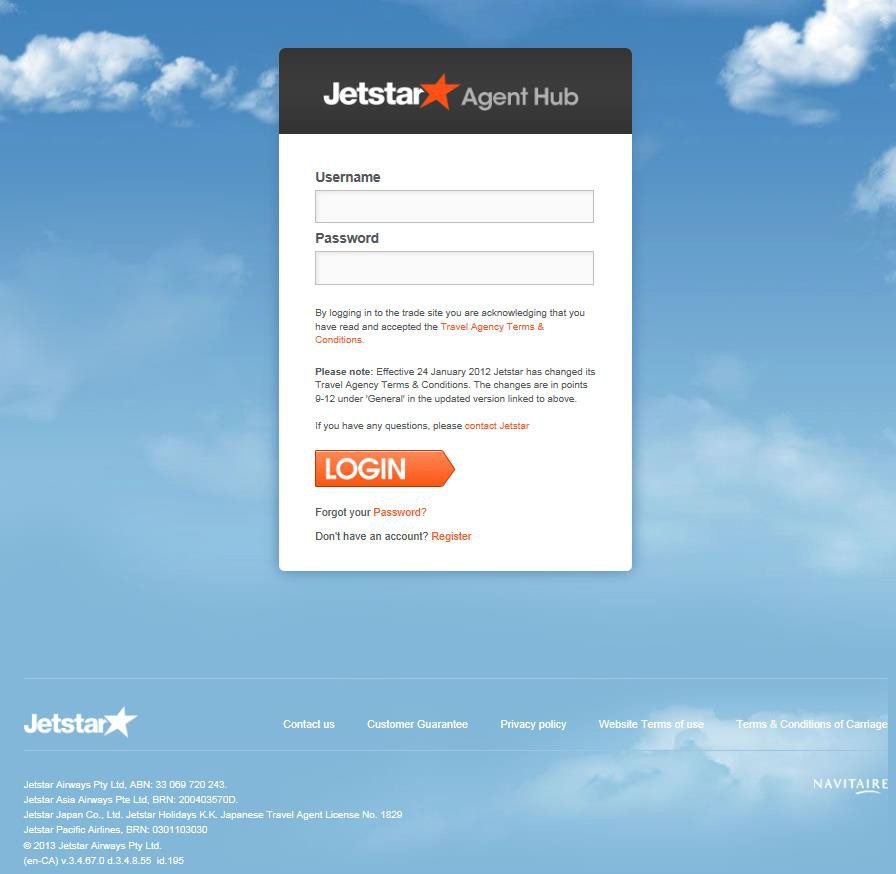 Jetstar Agent Hub
Username
Password
By logging in to the trade site you are acknowledging that you
have read and accepted the Travel Agency Terms &
Conditions.
Please note: Effective 24 January 2012 Jetstar has changed its
Travel Agency Terms & Conditions. The changes are in points
9-12 under 'General' in the updated version linked to above.
If you have any questions, please contact Jetstar
LOGIN
Forgot your Password?
Don't have an account? Register
Jetstar Contact us Customer Guarantee Privacy policy Website Terms of use Terms & Conditions of Carriage
NAVITAIRE
Jetstar Airways Pty Ltd, ABN: 33 069 720 243.
Jetstar Asia Airways Pte Ltd, BRN: 200403570D.
Jetstar Japan Co., Ltd. Jetstar Holidays K.K. Japanese Travel Agent License No. 1829
Jetstar Pacific Airlines, BRN: 0301103030
© 2013 Jetstar Airways Pty Ltd.
(en-CA) v.3.4.67.0 d.3.4.8.55 id.195